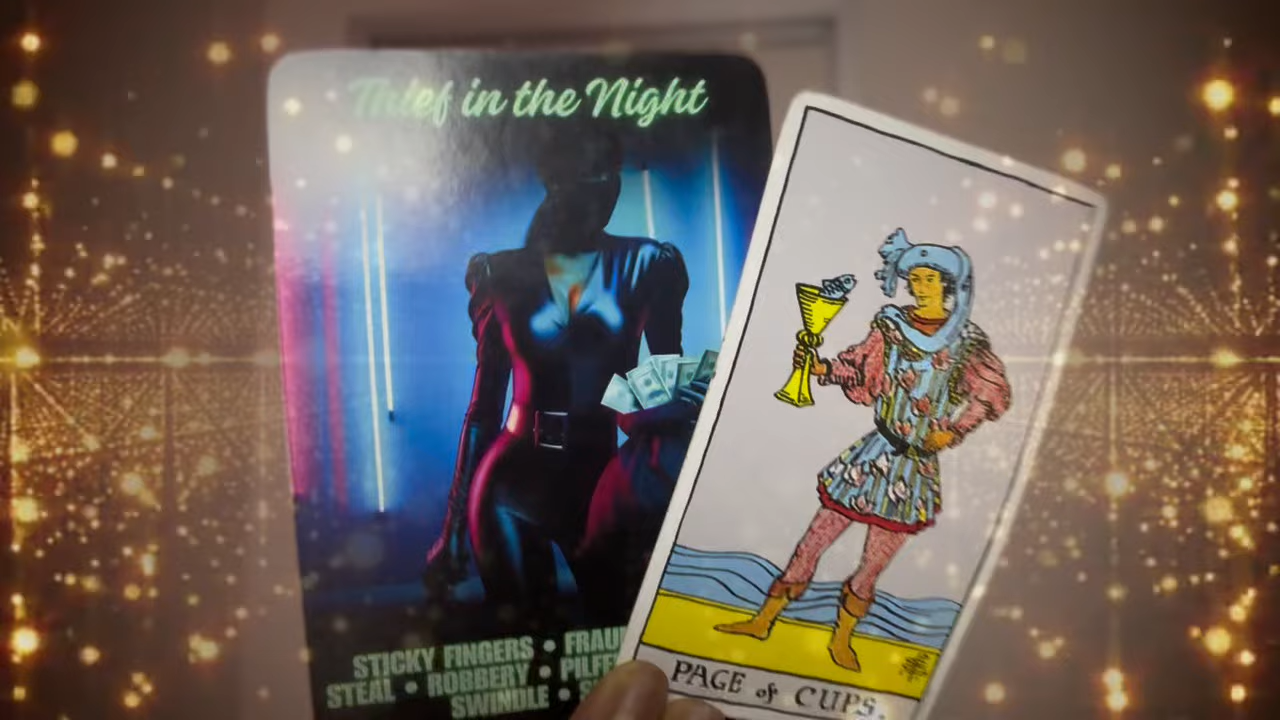 Thief in the Night
STICKY FINGERS • FRAU
STEAL • ROBBERY • PILFE
SWINDLE • S
PAGE of CUPS.